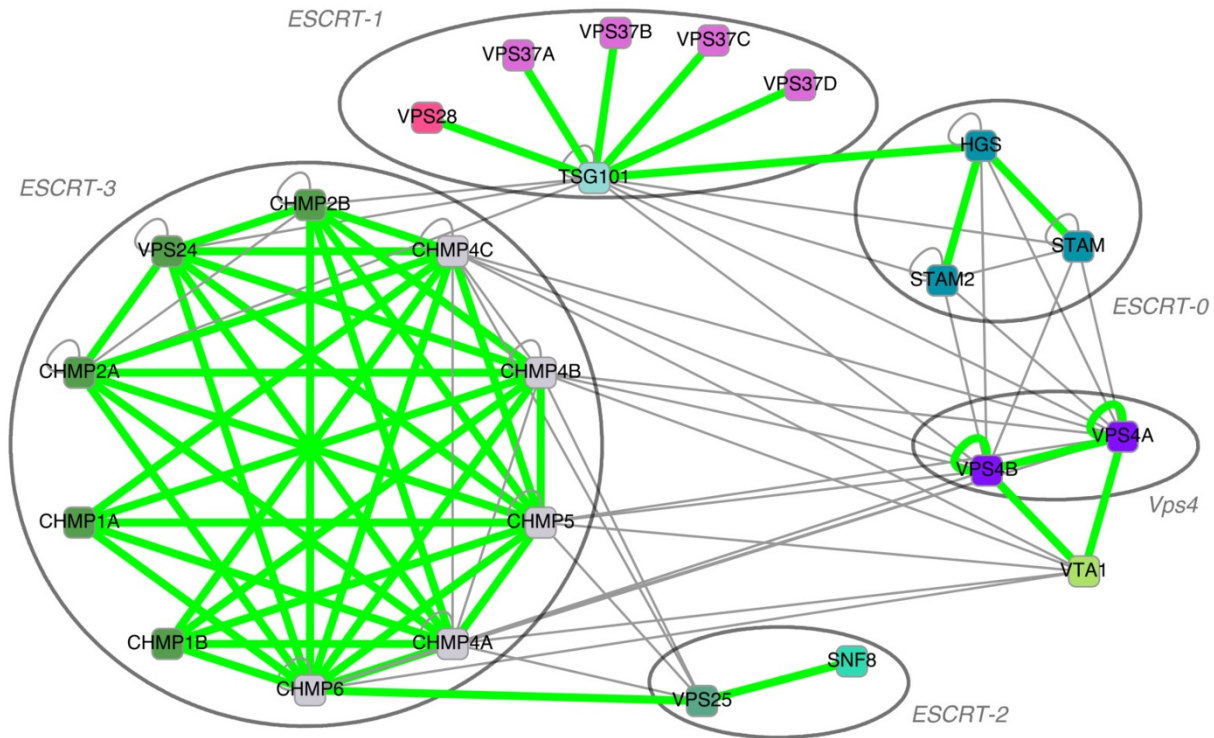 ESCRT-1
VPS37A
VPS37B
VPS37C
VPS37D
VPS28
TSG101
HGS
STAM
STAM2
ESCRT-0
ESCRT-3
CHMP2B
VPS24
CHMP4C
CHMP2A
CHMP4B
CHMP1A
CHMP5
CHMP1B
CHMP4A
CHMP6
VPS4A
VPS4B
Vps4
VTA1
SNF8
VPS25
ESCRT-2